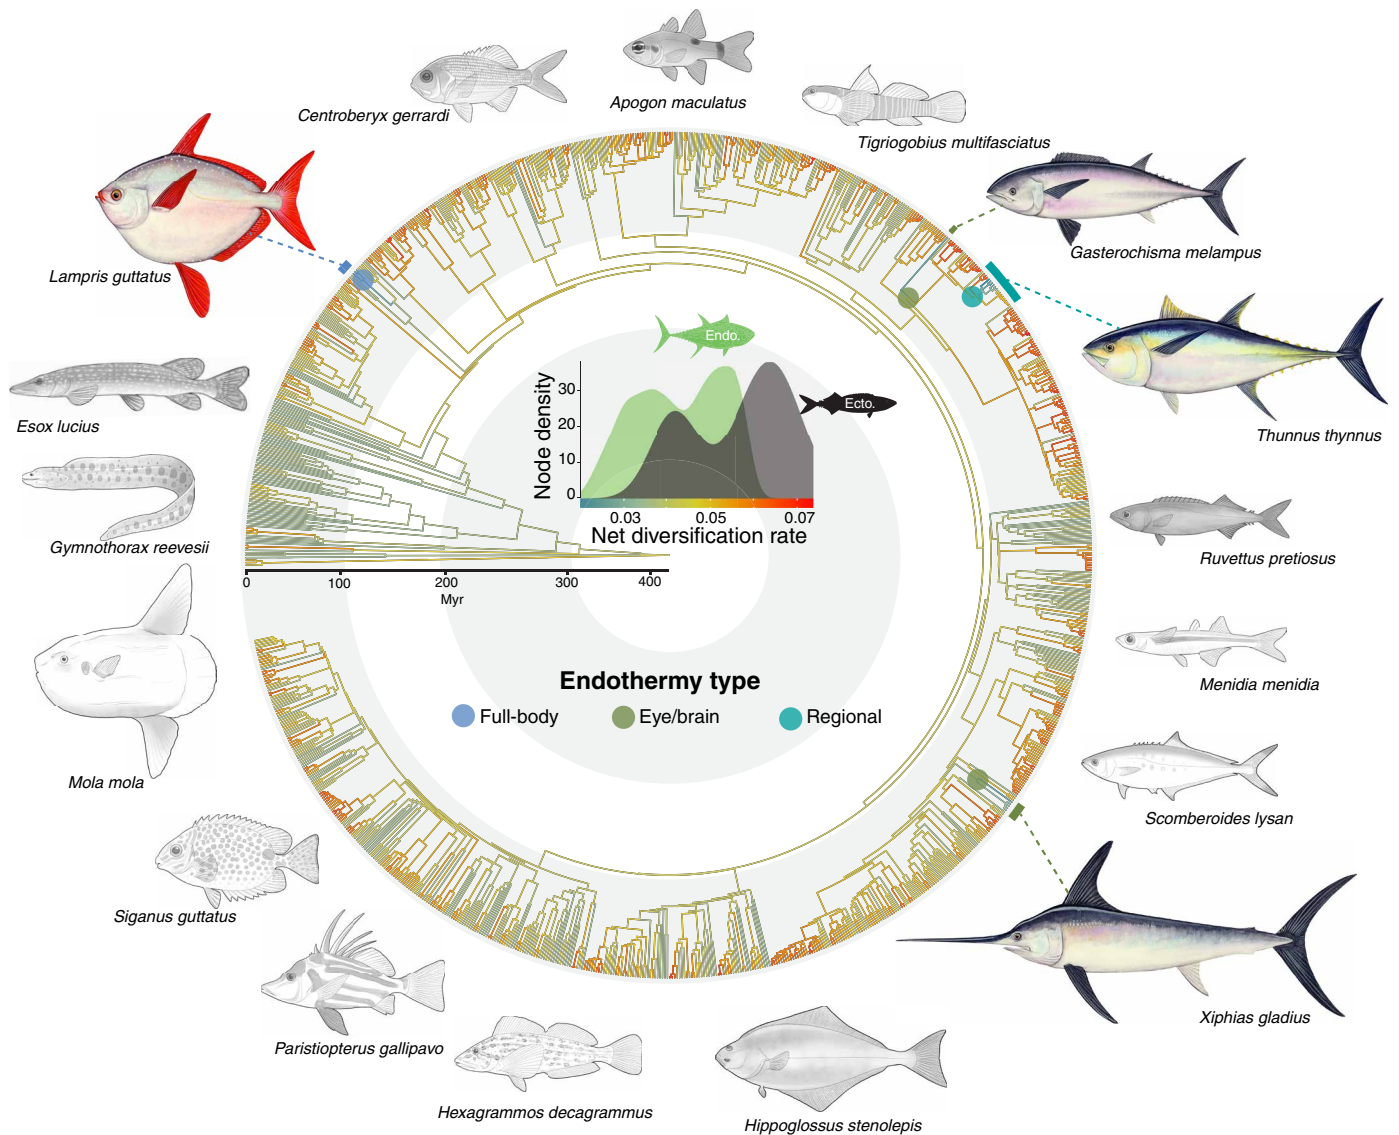 Apogon maculatus
Centroberyx gerrardi
Tigriogobius multifasciatus
Gasterochisma melampus
Lampris guttatus
Endo.
Ecto.
Node density
30
20
10
0
0.03
0.05
0.07
Net diversification rate
Esox lucius
Thunnus thynnus
Gymnothorax reevesii
Ruvettus pretiosus
0
100
200
300
400
Myr
Endothermy type
Full-body
Eye/brain
Regional
Menidia menidia
Mola mola
Scomberoides lysan
Siganus guttatus
Xiphias gladius
Paristiopterus gallipavo
Hexagrammos decagrammus
Hippoglossus stenolepis